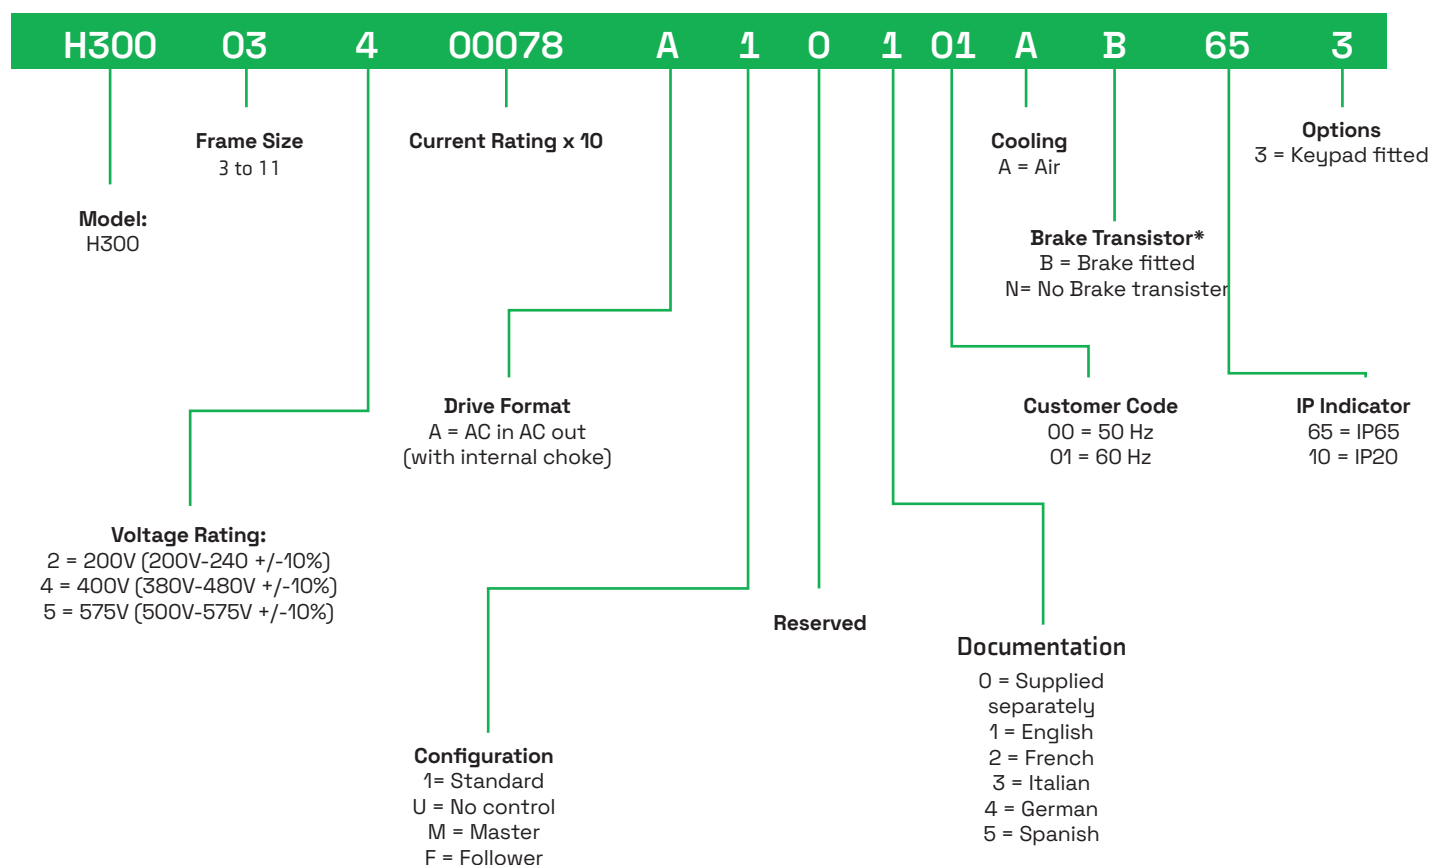 H300 03 4 00078 A 1 0 1 01 A B 65 3
Frame Size
3 to 11
Current Rating x 10
Cooling
A = Air
Options
3 = Keypad fitted
Model:
H300
Brake Transistor*
B = Brake fitted
N= No Brake transister
Drive Format
A = AC in AC out
(with internal choke)
Customer Code
00 = 50 Hz
01 = 60 Hz
IP Indicator
65 = IP65
10 = IP20
Voltage Rating:
2 = 200V (200V-240 +/-10%)
4 = 400V (380V-480V +/-10%)
5 = 575V (500V-575V +/-10%)
Reserved
Documentation
0 = Supplied
separately
1 = English
2 = French
3 = Italian
4 = German
5 = Spanish
Configuration
1= Standard
U = No control
M = Master
F = Follower